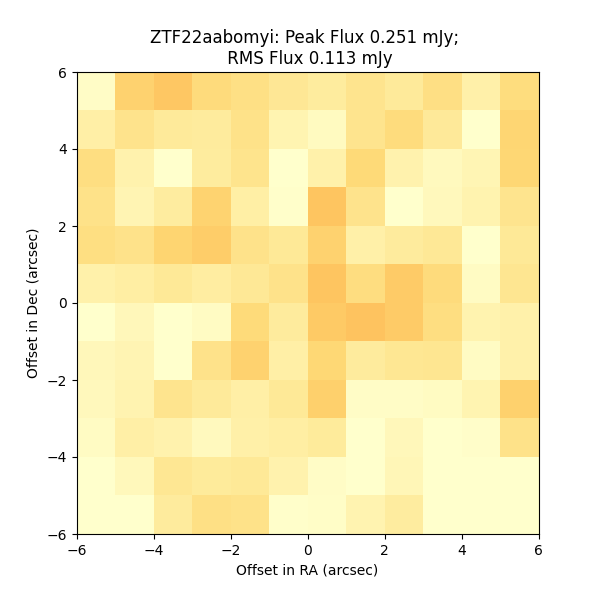 ZTF22aabomyi: Peak Flux 0.251 mJy;
RMS Flux 0.113 mJy
6
4
2
0
−2
−4
−6
Offset in Dec (arcsec)
−6 −4 −2 0 2 4 6
Offset in RA (arcsec)